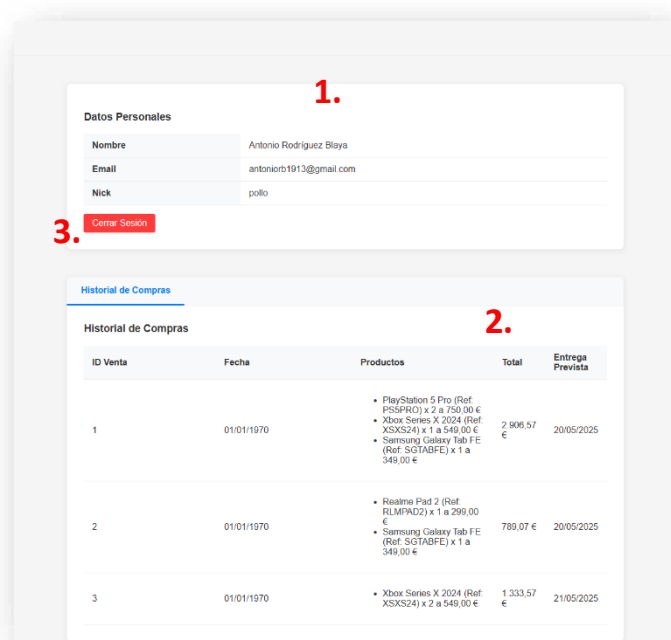 1.
Datos Personales
Nombre Antonio Rodríguez Blaya
Email antoniorb1913@gmail.com
Nick pollo
3.
Cerrar Sesión
Historial de Compras
Historial de Compras
2.
ID Venta Fecha Productos Total Entrega
Prevista
• PlayStation 5 Pro (Ref:
PS5PRO) x 2 a 750,00 €
• Xbox Series X 2024 (Ref:
1 01/01/1970 XSXS24) x 1 a 549,00 € 2.906,57
€ 20/05/2025
• Samsung Galaxy Tab FE
(Ref: SGTABFE) x 1 a
349,00 €
• Realme Pad 2 (Ref:
RLMPAD2) x 1 a 299,00
€
2 01/01/1970 789,07 € 20/05/2025
• Samsung Galaxy Tab FE
(Ref: SGTABFE) x 1 a
349,00 €
• Xbox Series X 2024 (Ref:
3 01/01/1970 XSXS24) x 2 a 549,00 € 1.333,57
€ 21/05/2025